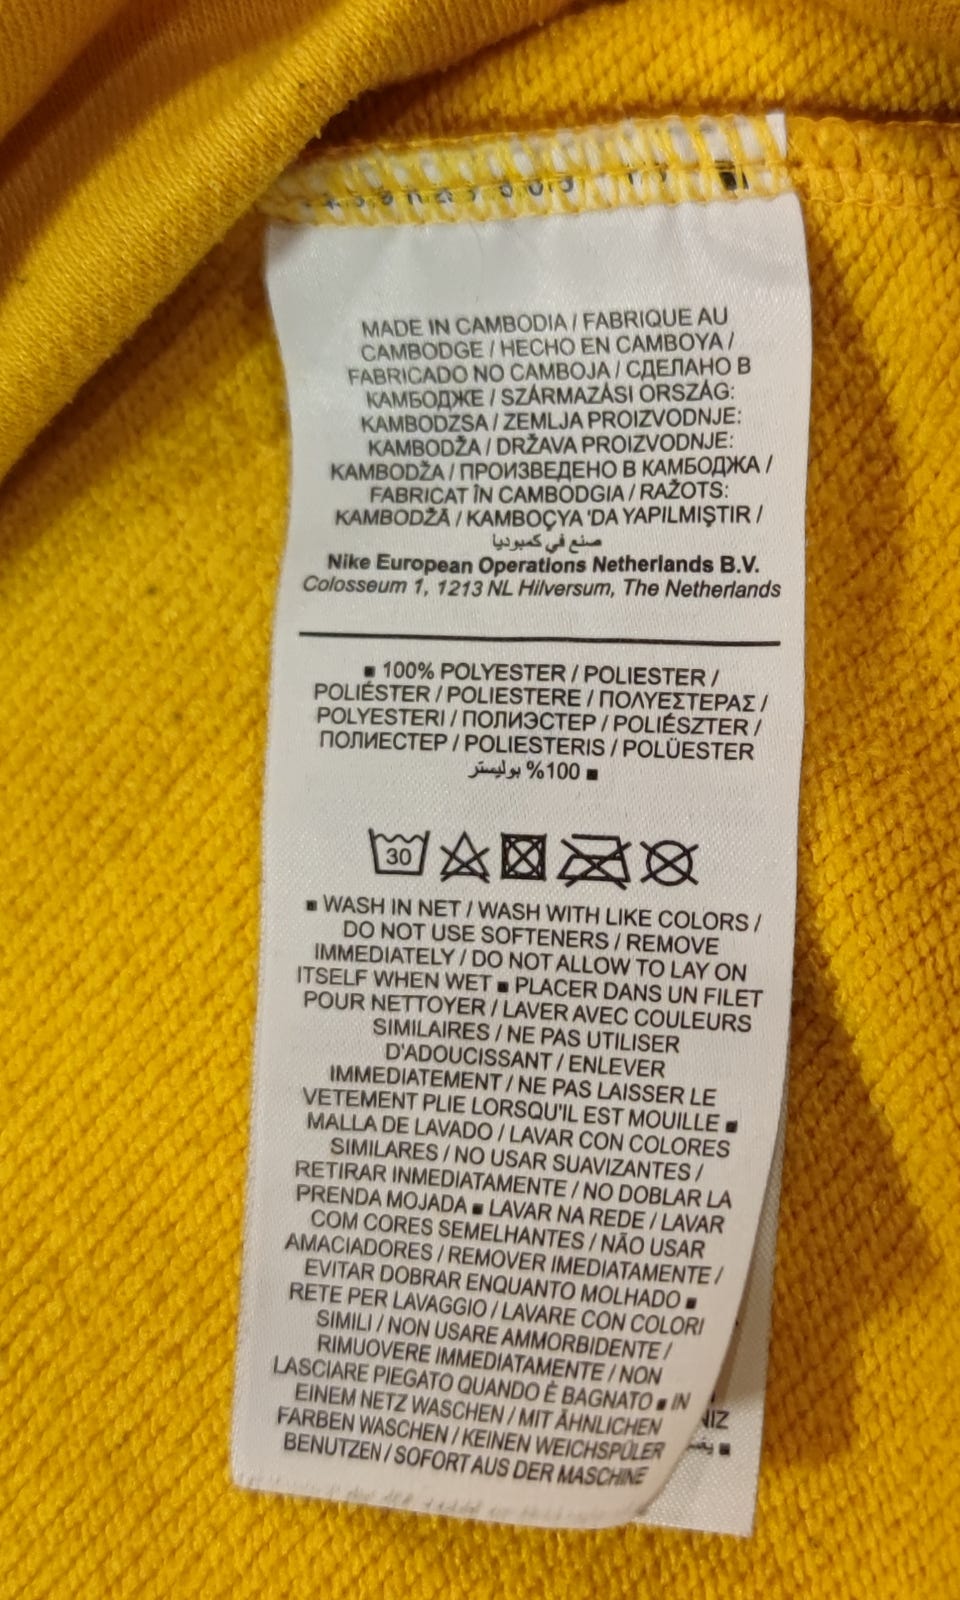 MADE IN CAMBODIA / FABRIQUE AU
CAMBODGE / HECHO EN CAMBOYA /
FABRICADO NO CAMBOJA / СДЕЛАНО В
КАМБОДЖЕ / SZÁRMAZÁSI ORSZÁG:
KAMBODZSA / ZEMLJA PROIZVODNJE:
KAMBODŽA / DRŽAVA PROIZVODNJE:
KAMBODŽA / ПРОИЗВЕДЕНО В КАМБОДЖА /
FABRICAT ÎN CAMBODGIA / RAŽOTS:
KAMBODŽĀ / KAMBOÇYA 'DA YAPILMIŞTIR /
صنع في كمبوديا
Nike European Operations Netherlands B.V.
Colosseum 1, 1213 NL Hilversum, The Netherlands
■ 100% POLYESTER / POLIESTER /
POLIÉSTER / POLIESTERE / ΠΟΛΥΕΣΤΕΡΑΣ /
POLYESTERI / ПОЛИЭСТЕР / POLIÉSZTER /
ПОЛИЕСТЕР / POLIESTERIS / POLÜESTER
■ 100% بوليستر
30
■ WASH IN NET / WASH WITH LIKE COLORS /
DO NOT USE SOFTENERS / REMOVE
IMMEDIATELY / DO NOT ALLOW TO LAY ON
ITSELF WHEN WET ■ PLACER DANS UN FILET
POUR NETTOYER / LAVER AVEC COULEURS
SIMILAIRES / NE PAS UTILISER
D'ADOUCISSANT / ENLEVER
IMMEDIATEMENT / NE PAS LAISSER LE
VETEMENT PLIE LORSQU'IL EST MOUILLE ■
MALLA DE LAVADO / LAVAR CON COLORES
SIMILARES / NO USAR SUAVIZANTES /
RETIRAR INMEDIATAMENTE / NO DOBLAR LA
PRENDA MOJADA ■ LAVAR NA REDE / LAVAR
COM CORES SEMELHANTES / NÃO USAR
AMACIADORES / REMOVER IMEDIATAMENTE /
EVITAR DOBRAR ENQUANTO MOLHADO ■
RETE PER LAVAGGIO / LAVARE CON COLORI
SIMILI / NON USARE AMMORBIDENTE /
RIMUOVERE IMMEDIATAMENTE / NON
LASCIARE PIEGATO QUANDO È BAGNATO ■ IN
EINEM NETZ WASCHEN / MIT ÄHNLICHEN
FARBEN WASCHEN / KEINEN WEICHSPÜLER
BENUTZEN / SOFORT AUS DER MASCHINE